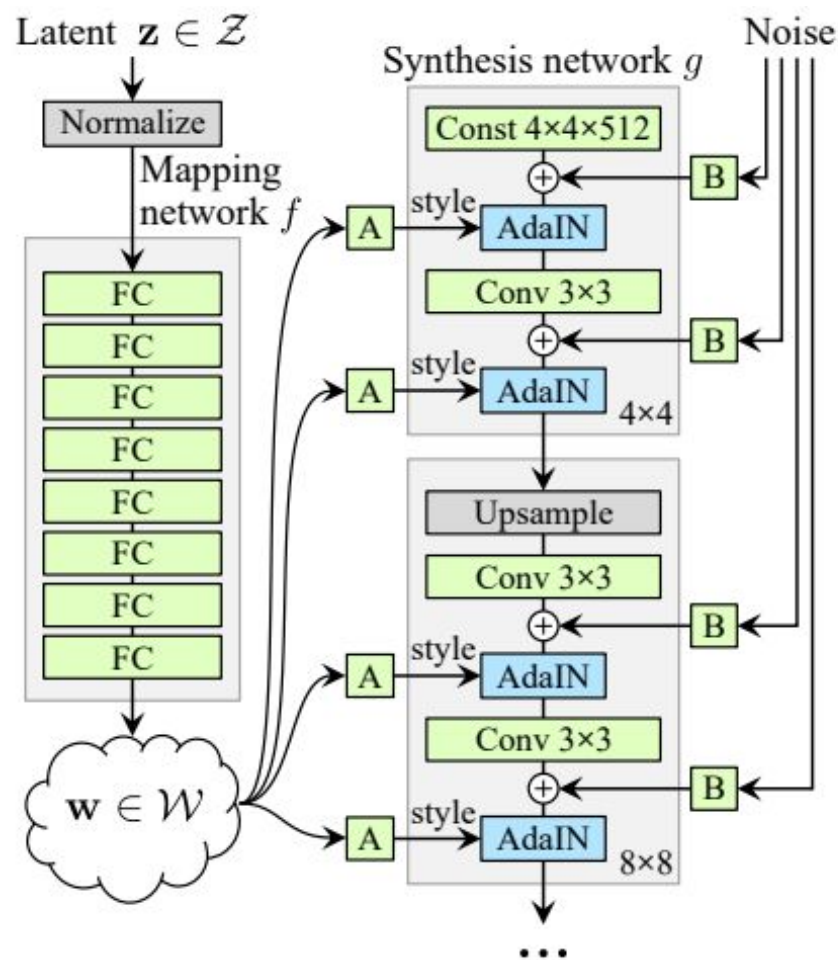 Latent z ∈ 𝒵
Normalize
Mapping
network f
FC
FC
FC
FC
FC
FC
FC
FC
w ∈ 𝒲
Synthesis network g
Noise
Const 4×4×512
+
B
A
style
AdaIN
Conv 3×3
+
B
A
style
AdaIN
4×4
Upsample
Conv 3×3
+
B
A
style
AdaIN
Conv 3×3
+
B
A
style
AdaIN
8×8
...